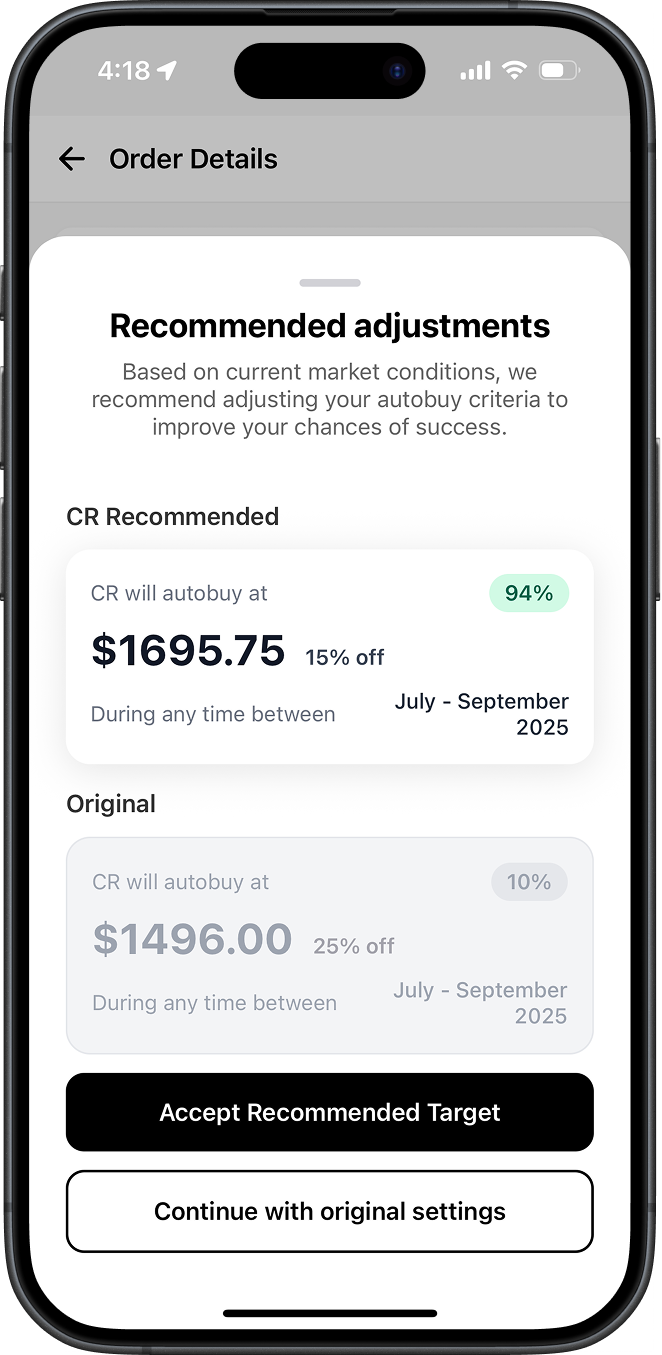 4:18
Order Details
Recommended adjustments
Based on current market conditions, we
recommend adjusting your autobuy criteria to
improve your chances of success.
CR Recommended
CR will autobuy at
94%
$1695.75 15% off
During any time between
July - September
2025
Original
CR will autobuy at
10%
$1496.00 25% off
During any time between
July - September
2025
Accept Recommended Target
Continue with original settings